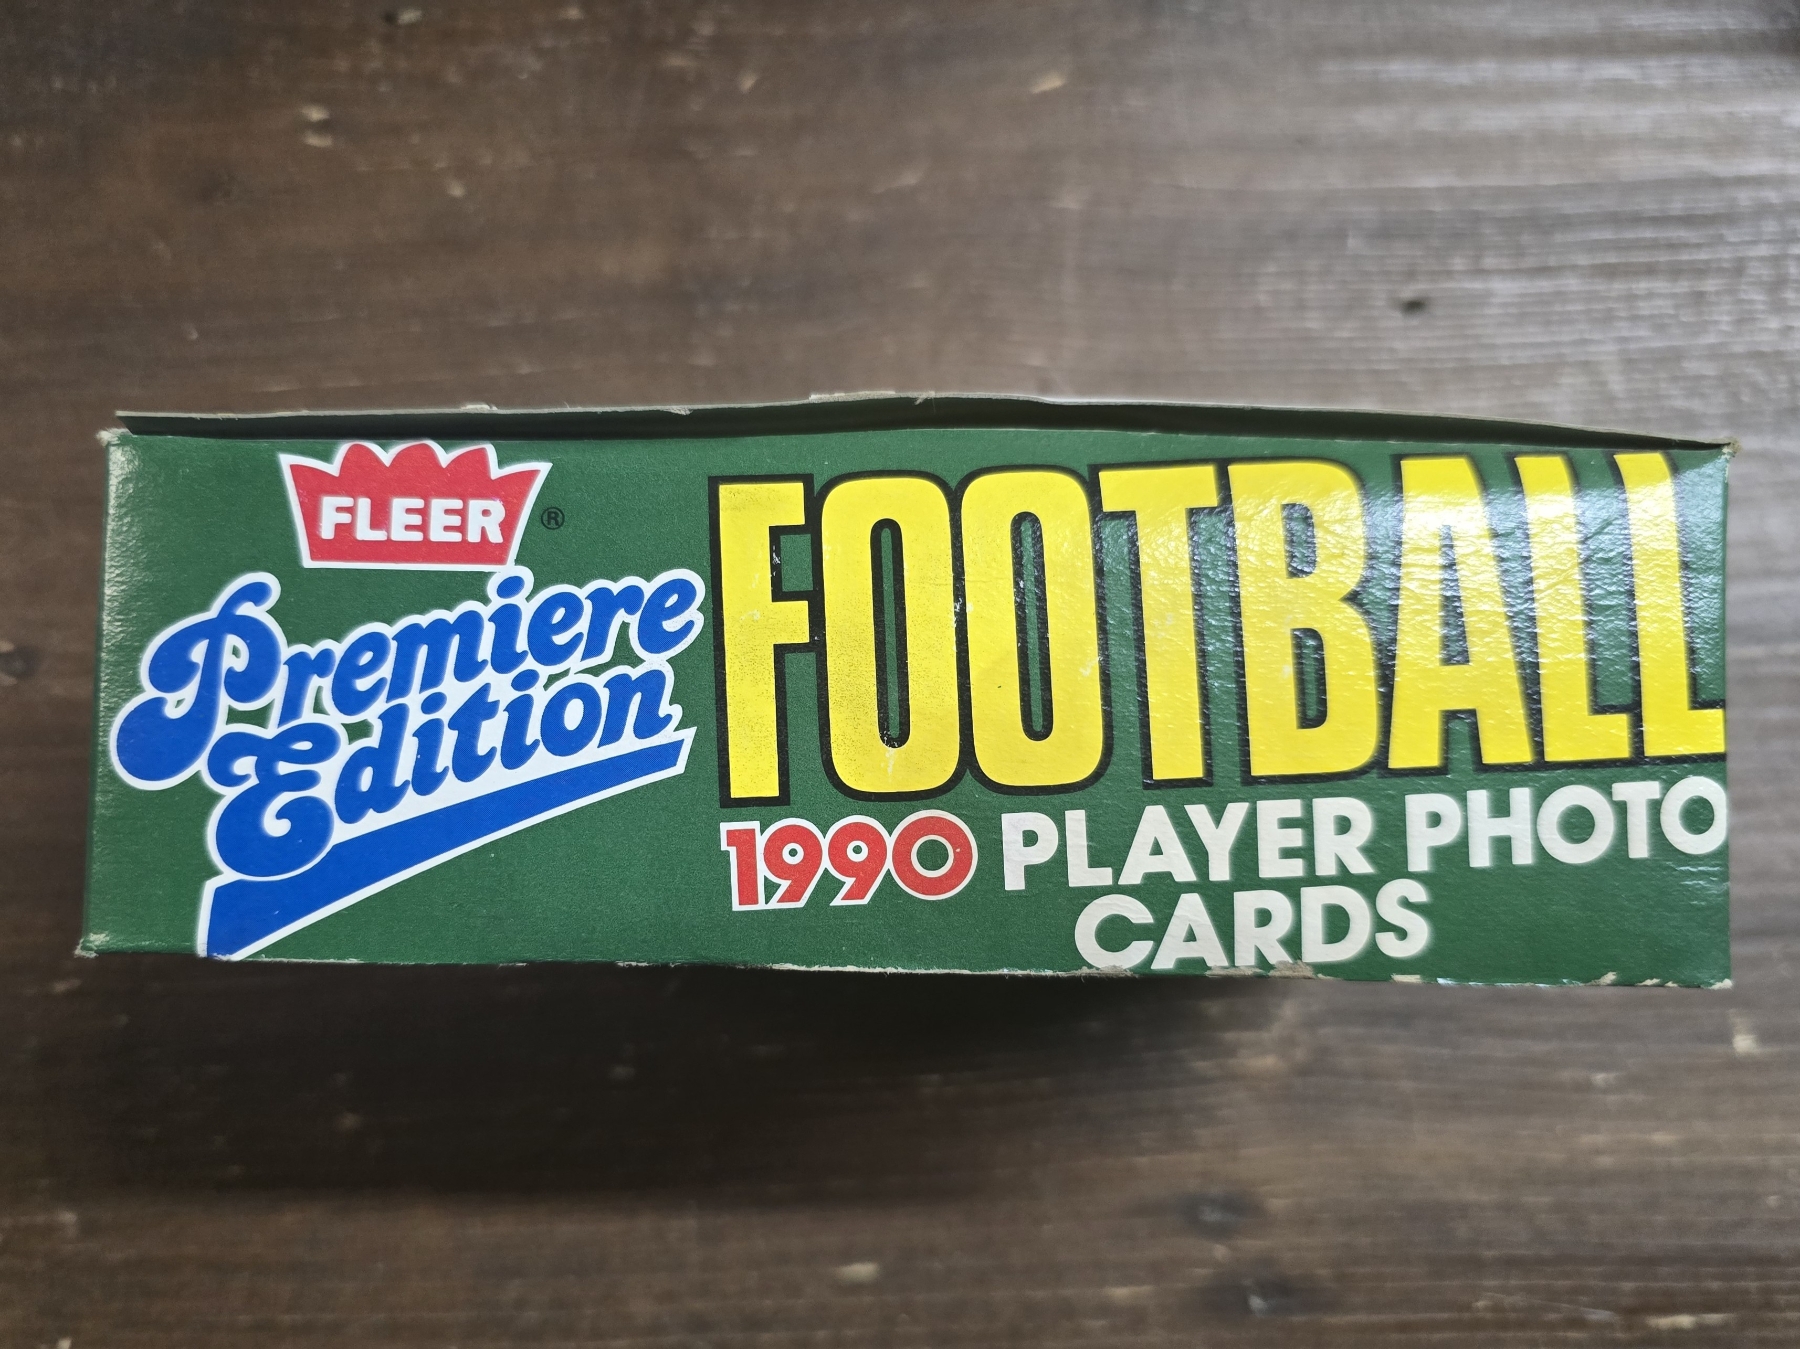 FLEER ®
Premiere
Edition
FOOTBALL
1990 PLAYER PHOTO
CARDS